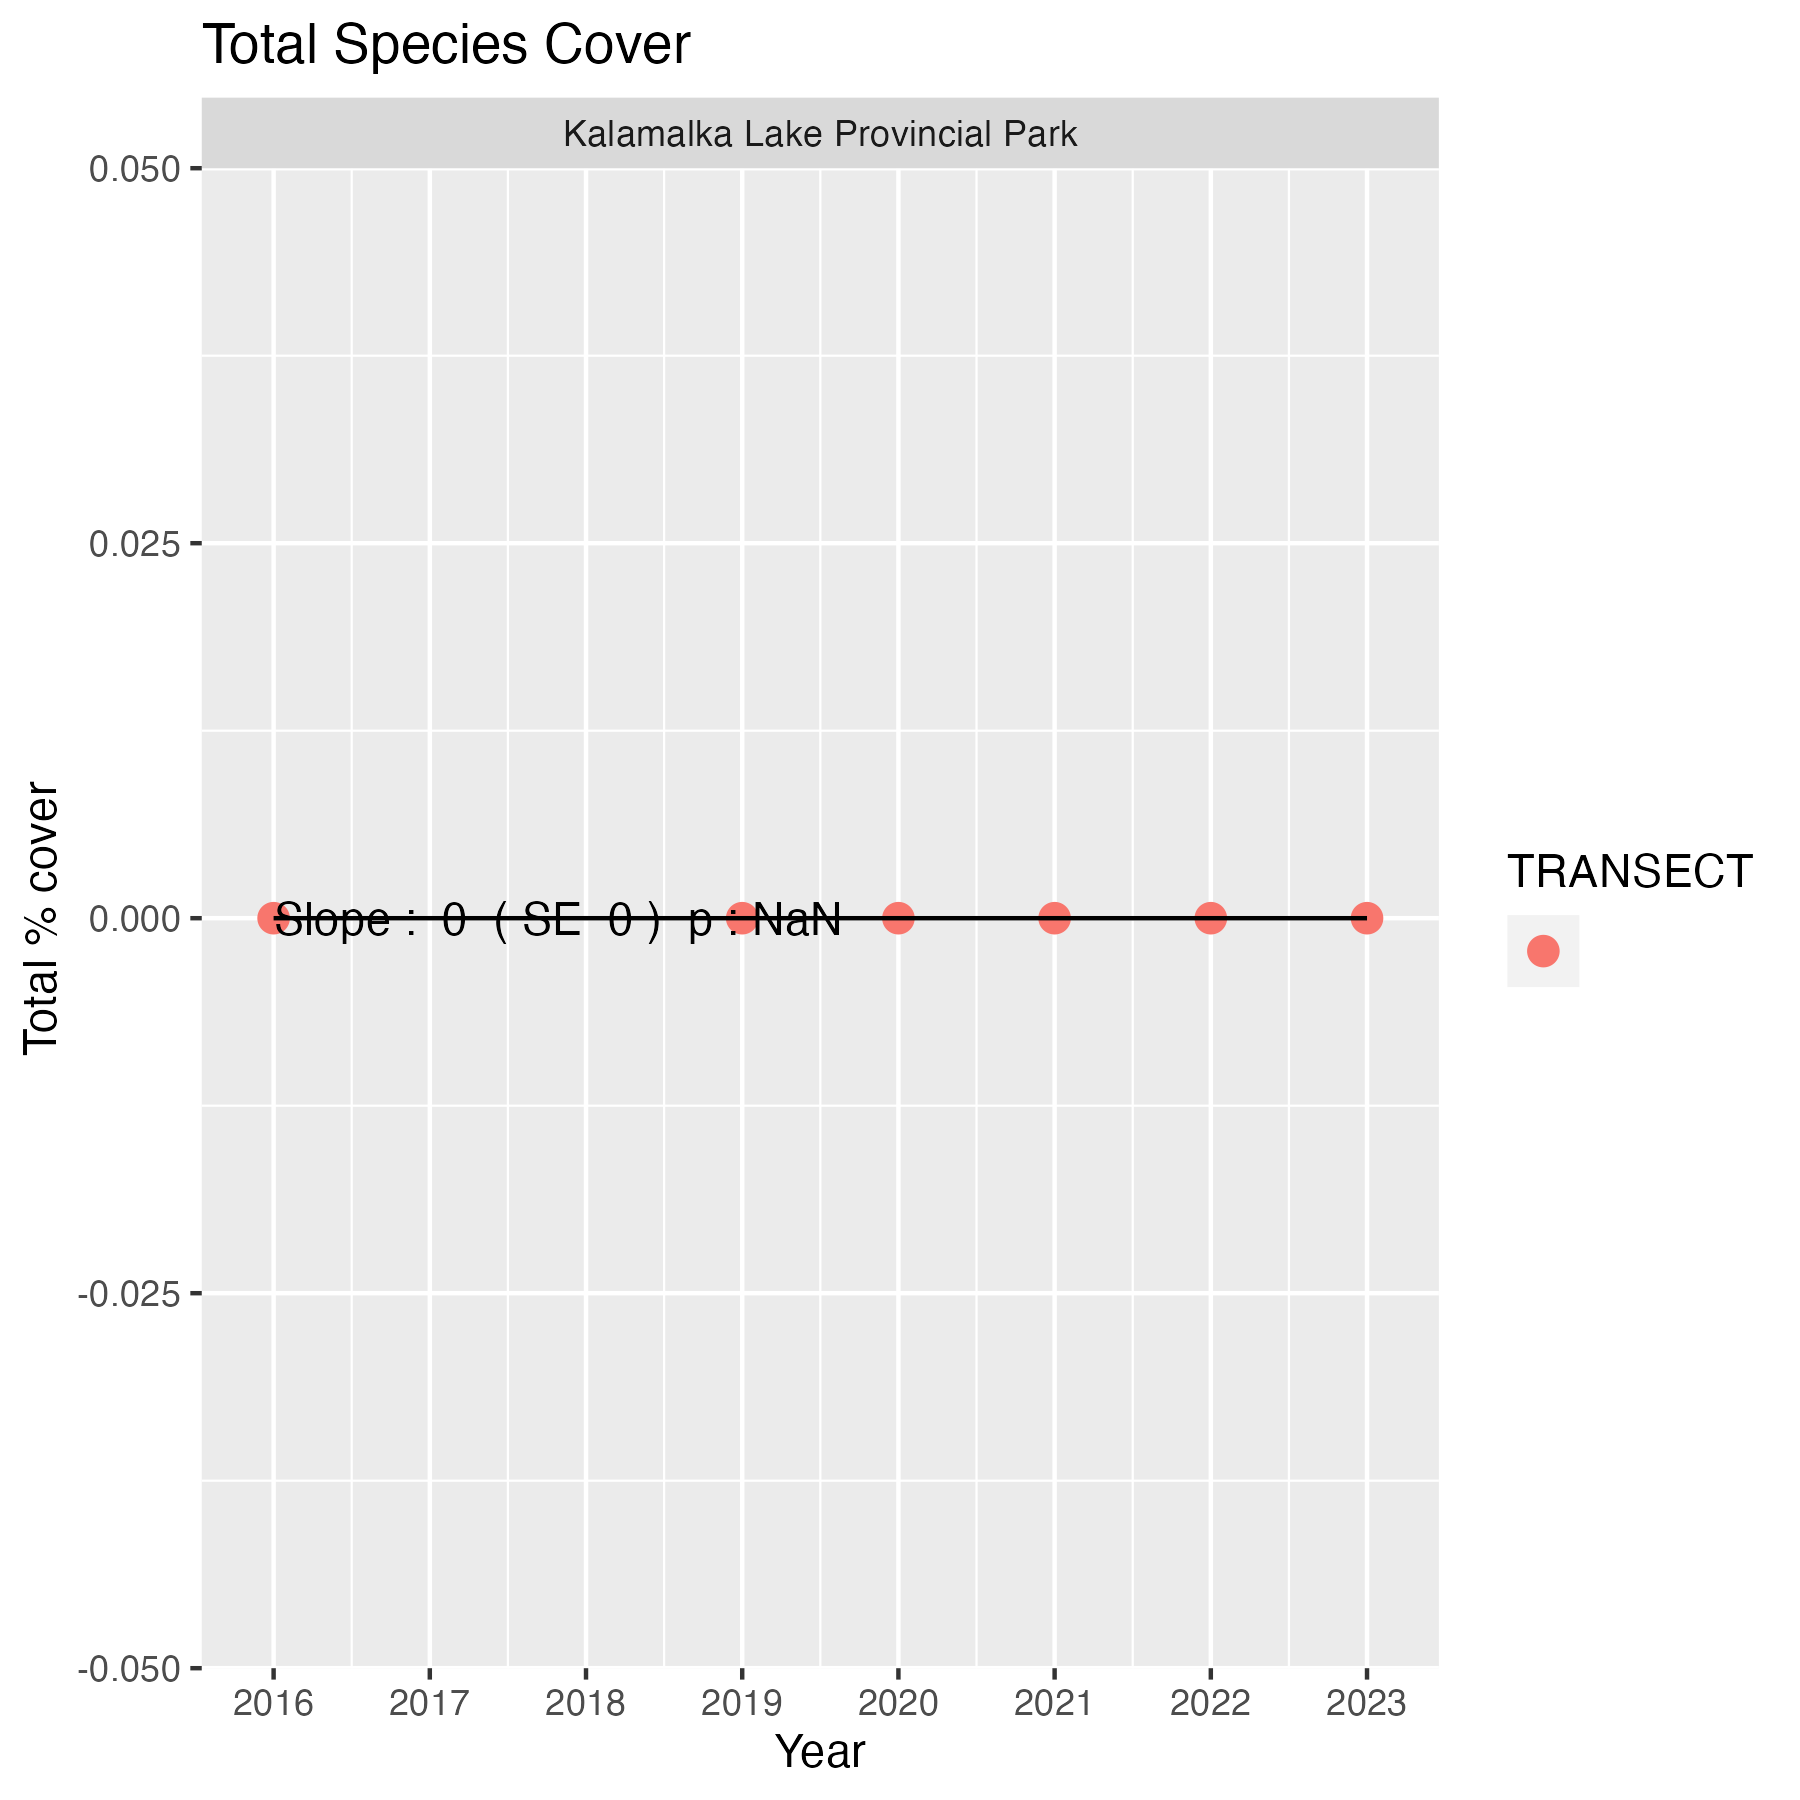 Total Species Cover
Kalamalka Lake Provincial Park
0.050
0.025
0.000
-0.025
-0.050
Total % cover
Slope :  0  ( SE  0 )  p : NaN
2016 2017 2018 2019 2020 2021 2022 2023
Year
TRANSECT